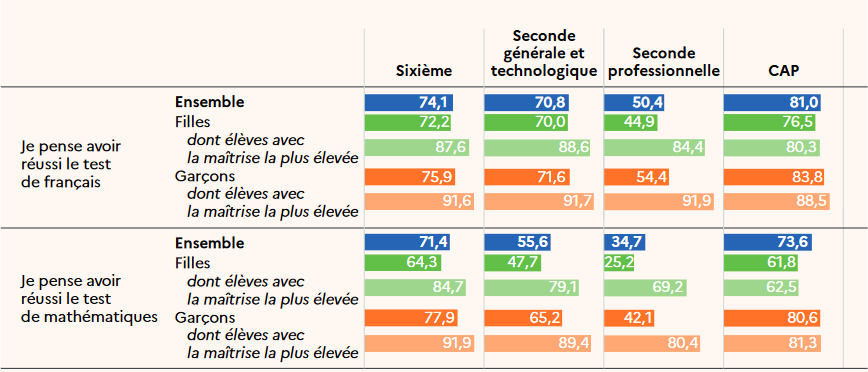 Sixième
Seconde
générale et
technologique
Seconde
professionnelle
CAP
Je pense avoir
réussi le test
de français
Ensemble 74,1 70,8 50,4 81,0
Filles 72,2 70,0 44,9 76,5
dont élèves avec
la maîtrise la plus élevée 87,6 88,6 84,4 80,3
Garçons 75,9 71,6 54,4 83,8
dont élèves avec
la maîtrise la plus élevée 91,6 91,7 91,9 88,5
Je pense avoir
réussi le test
de mathématiques
Ensemble 71,4 55,6 34,7 73,6
Filles 64,3 47,7 25,2 61,8
dont élèves avec
la maîtrise la plus élevée 84,7 79,1 69,2 62,5
Garçons 77,9 65,2 42,1 80,6
dont élèves avec
la maîtrise la plus élevée 91,9 89,4 80,4 81,3